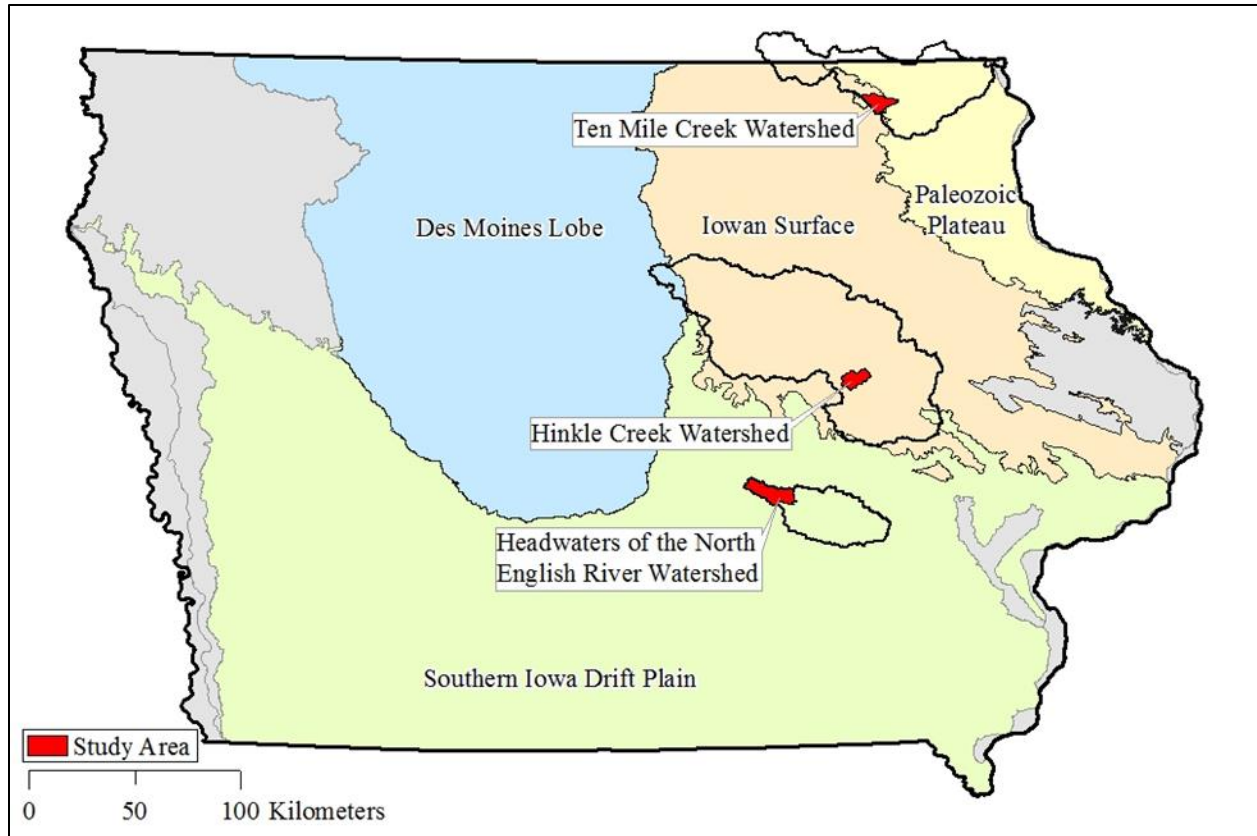 Ten Mile Creek Watershed
Paleozoic
Plateau
Des Moines Lobe
Iowan Surface
Hinkle Creek Watershed
Headwaters of the North
English River Watershed
Southern Iowa Drift Plain
Study Area
0 50 100 Kilometers